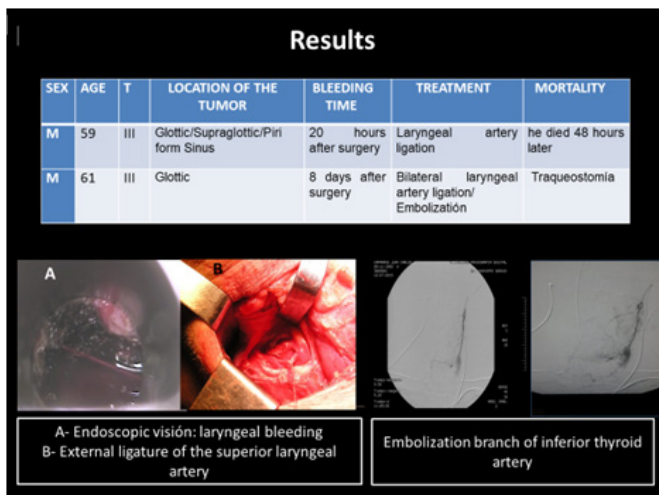 Results
SEX AGE T LOCATION OF THE TUMOR BLEEDING TIME TREATMENT MORTALITY
M 59 III Glottic/Supraglottic/Piri form Sinus 20 hours after surgery Laryngeal artery ligation he died 48 hours later
M 61 III Glottic 8 days after surgery Bilateral laryngeal artery ligation/ Embolizatión Traqueostomía
A
B
A- Endoscopic visión: laryngeal bleeding
B- External ligature of the superior laryngeal
artery
Embolization branch of inferior thyroid
artery